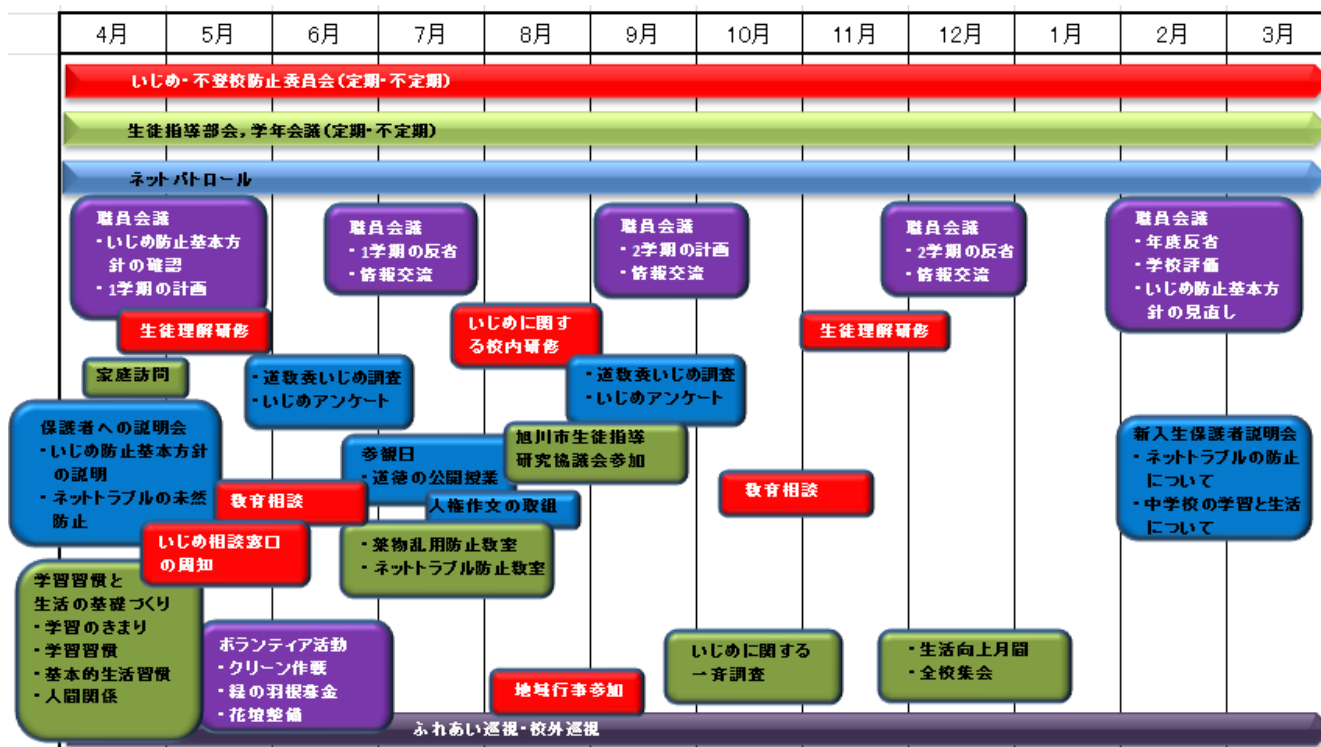 4月 5月 6月 7月 8月 9月 10月 11月 12月 1月 2月 3月
いじめ・不登校防止委員会(定期・不定期)
生徒指導部会,学年会議(定期・不定期)
ネットパトロール
職員会議
・いじめ防止基本方
針の確認
・1学期の計画
職員会議
・1学期の反省
・情報交流
職員会議
・2学期の計画
・情報交流
職員会議
・2学期の反省
・情報交流
職員会議
・年度反省
・学校評価
・いじめ防止基本方
針の見直し
生徒理解研修
いじめに関す
る校内研修
生徒理解研修
家庭訪問
・道教委いじめ調査
・いじめアンケート
・道教委いじめ調査
・いじめアンケート
保護者への説明会
・いじめ防止基本方針
の説明
・ネットトラブルの未然
防止
参観日
・道徳の公開授業
旭川市生徒指導
研究協議会参加
新入生保護者説明会
・ネットトラブルの防止
について
・中学校の学習と生活
について
教育相談
人権作文の取組
教育相談
いじめ相談窓口
の周知
・薬物乱用防止教室
・ネットトラブル防止教室
学習習慣と
生活の基礎づくり
・学習のきまり
・学習習慣
・基本的生活習慣
・人間関係
ボランティア活動
・クリーン作戦
・緑の羽根募金
・花壇整備
地域行事参加
いじめに関する
一斉調査
・生活向上月間
・全校集会
ふれあい巡視・校外巡視